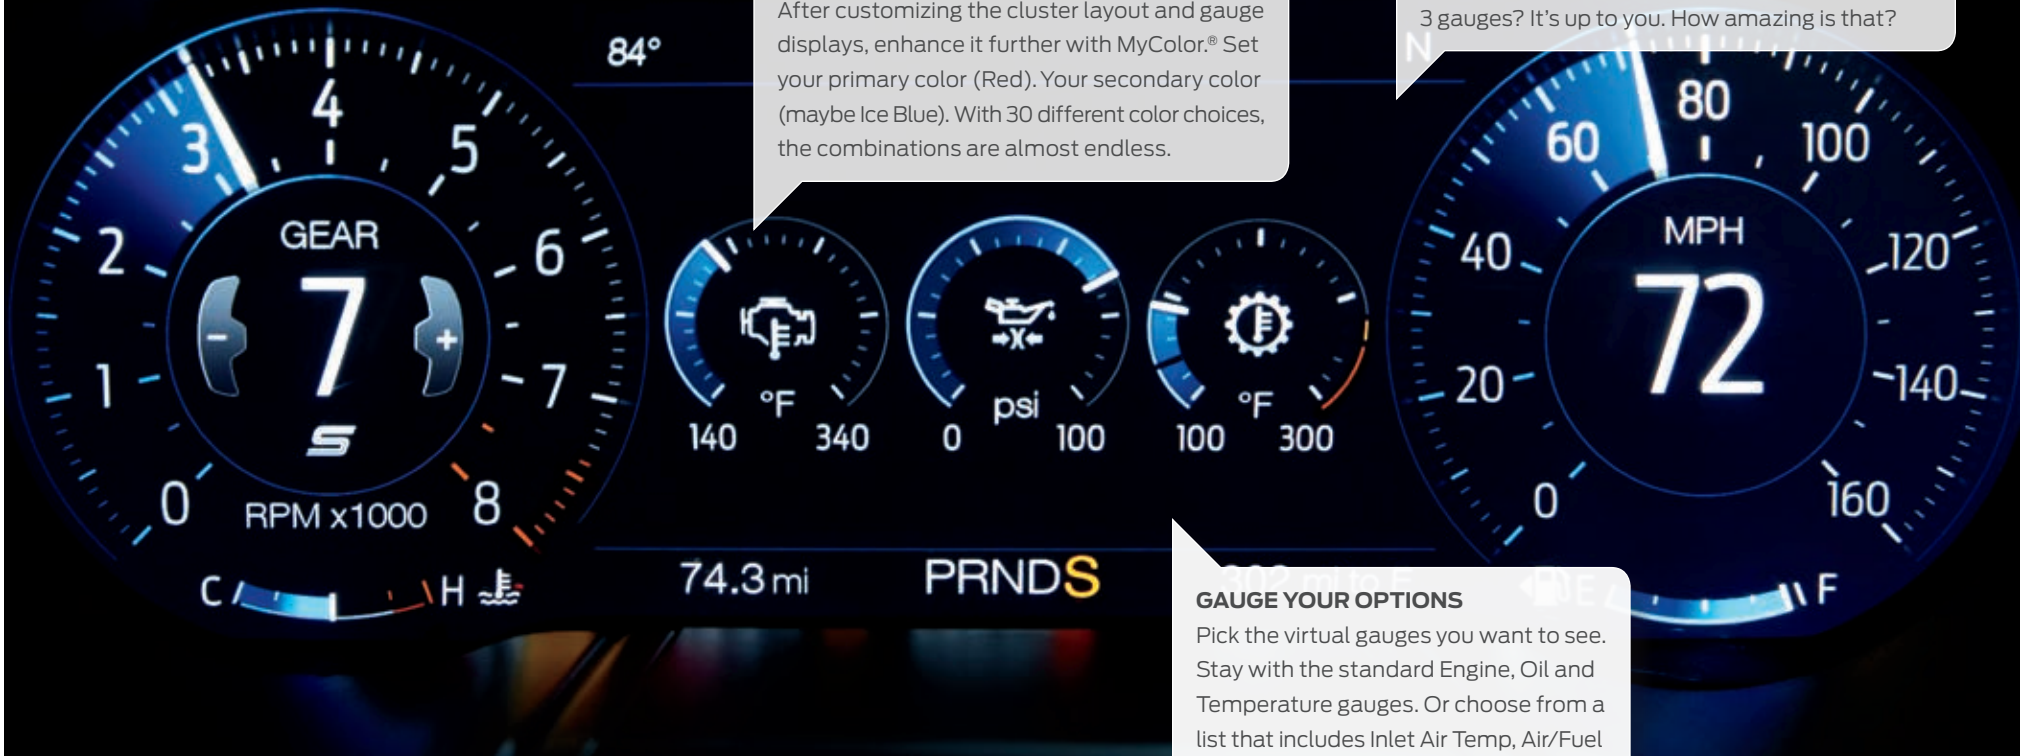 After customizing the cluster layout and gauge
displays, enhance it further with MyColor.® Set
your primary color (Red). Your secondary color
(maybe Ice Blue). With 30 different color choices,
the combinations are almost endless.
3 gauges? It's up to you. How amazing is that?
84°
N
0
1
2
3
4
5
6
7
8
GEAR
-
7
+
S
RPM x1000
C
H
°F
140 340
psi
0 100
°F
100 300
0
20
40
60
80
100
120
140
160
MPH
72
74.3 mi
PRNDS
302 mi to E
E
F
GAUGE YOUR OPTIONS
Pick the virtual gauges you want to see.
Stay with the standard Engine, Oil and
Temperature gauges. Or choose from a
list that includes Inlet Air Temp, Air/Fuel